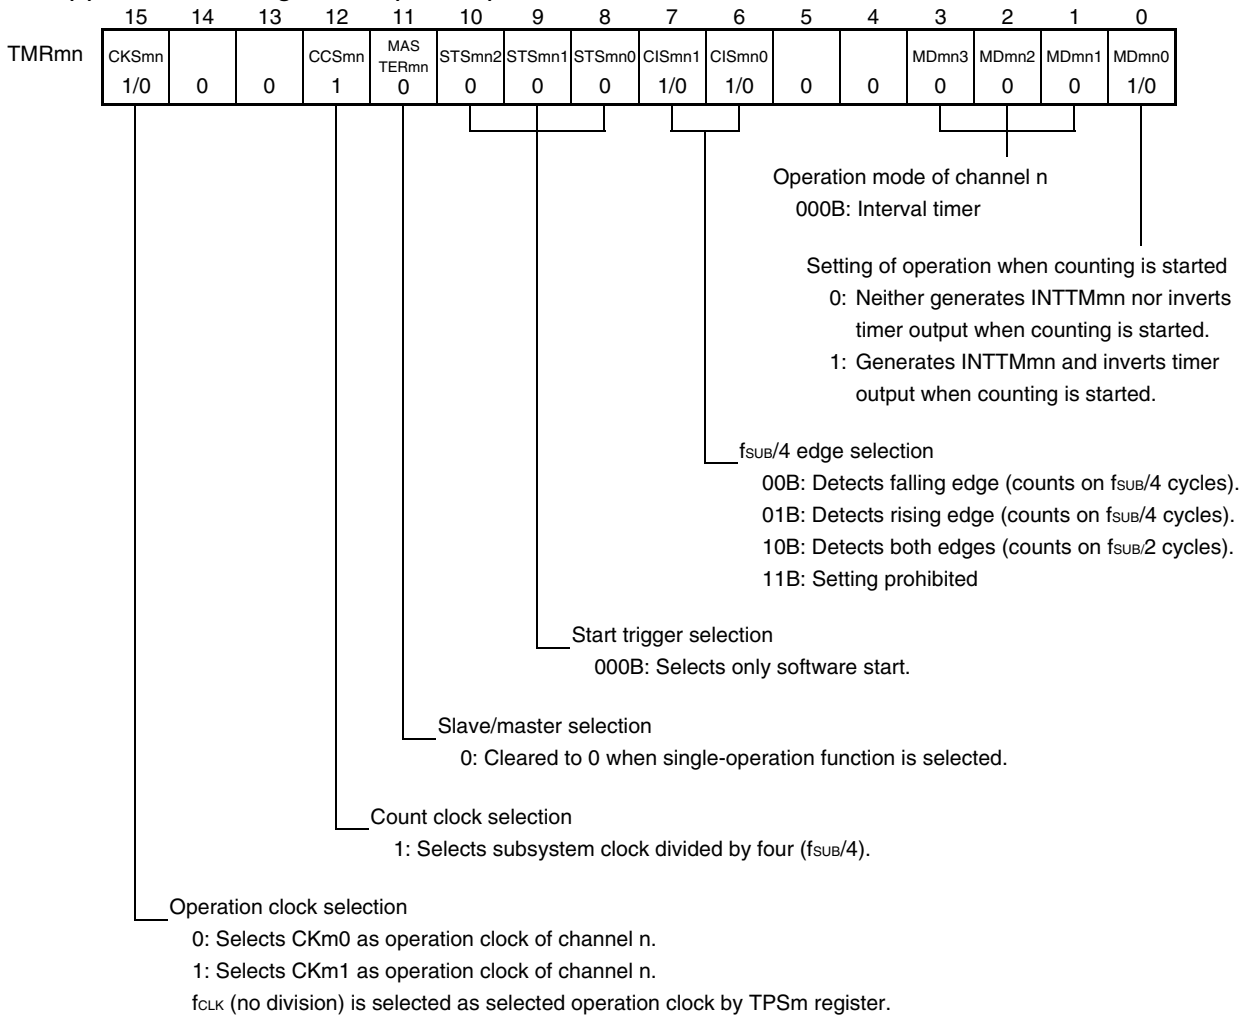 15 14 13 12 11 10 9 8 7 6 5 4 3 2 1 0
TMRmn
CKSmn CCSmn MAS TERmn STSmn2 STSmn1 STSmn0 CISmn1 CISmn0 MDmn3 MDmn2 MDmn1 MDmn0
1/0 0 0 1 0 0 0 0 1/0 1/0 0 0 0 0 0 1/0
Operation mode of channel n
000B: Interval timer
Setting of operation when counting is started
0: Neither generates INTTMmn nor inverts
timer output when counting is started.
1: Generates INTTMmn and inverts timer
output when counting is started.
fSUB/4 edge selection
00B: Detects falling edge (counts on fSUB/4 cycles).
01B: Detects rising edge (counts on fSUB/4 cycles).
10B: Detects both edges (counts on fSUB/2 cycles).
11B: Setting prohibited
Start trigger selection
000B: Selects only software start.
Slave/master selection
0: Cleared to 0 when single-operation function is selected.
Count clock selection
1: Selects subsystem clock divided by four (fSUB/4).
Operation clock selection
0: Selects CKm0 as operation clock of channel n.
1: Selects CKm1 as operation clock of channel n.
fCLK (no division) is selected as selected operation clock by TPSm register.